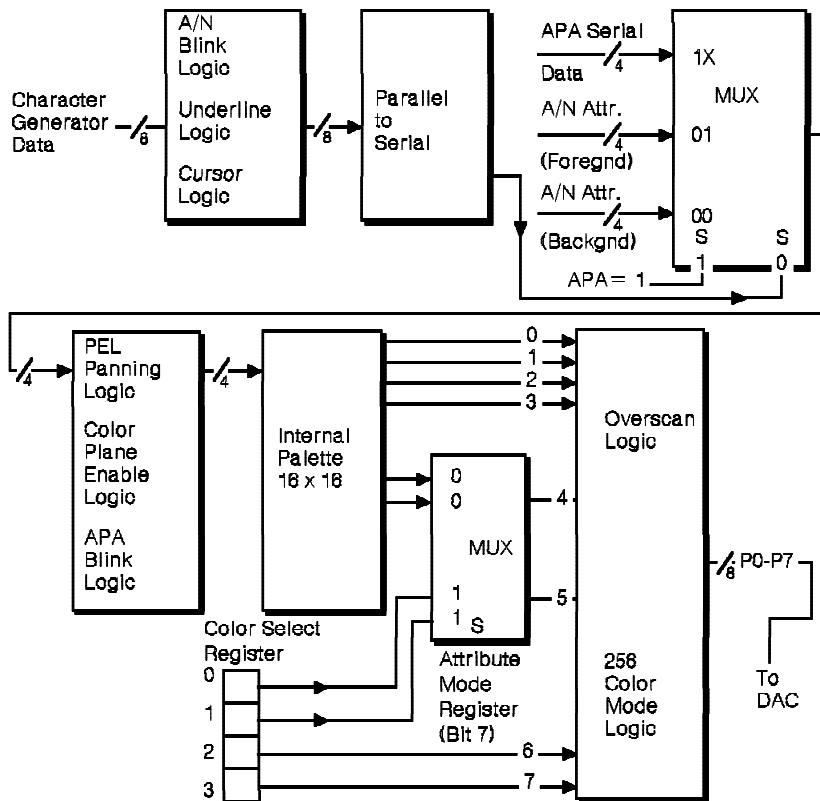 Character
Generator
Data
8
A/N
Blink
Logic
Underline
Logic
Cursor
Logic
8
Parallel
to
Serial
APA Serial
4
Data
A/N Attr.
4
(Foregnd)
A/N Attr.
4
(Backgnd)
1X
MUX
01
00
S S
1 0
APA = 1
4
PEL
Panning
Logic
Color
Plane
Enable
Logic
APA
Blink
Logic
4
Internal
Palette
16 x 16
0
1
2
3
0
0
MUX
1
1 S
4
5
Attribute
Mode
Register
(Bit 7)
Color Select
Register
0
1
2
3
6
7
Overscan
Logic
256
Color
Mode
Logic
8 P0-P7
To
DAC